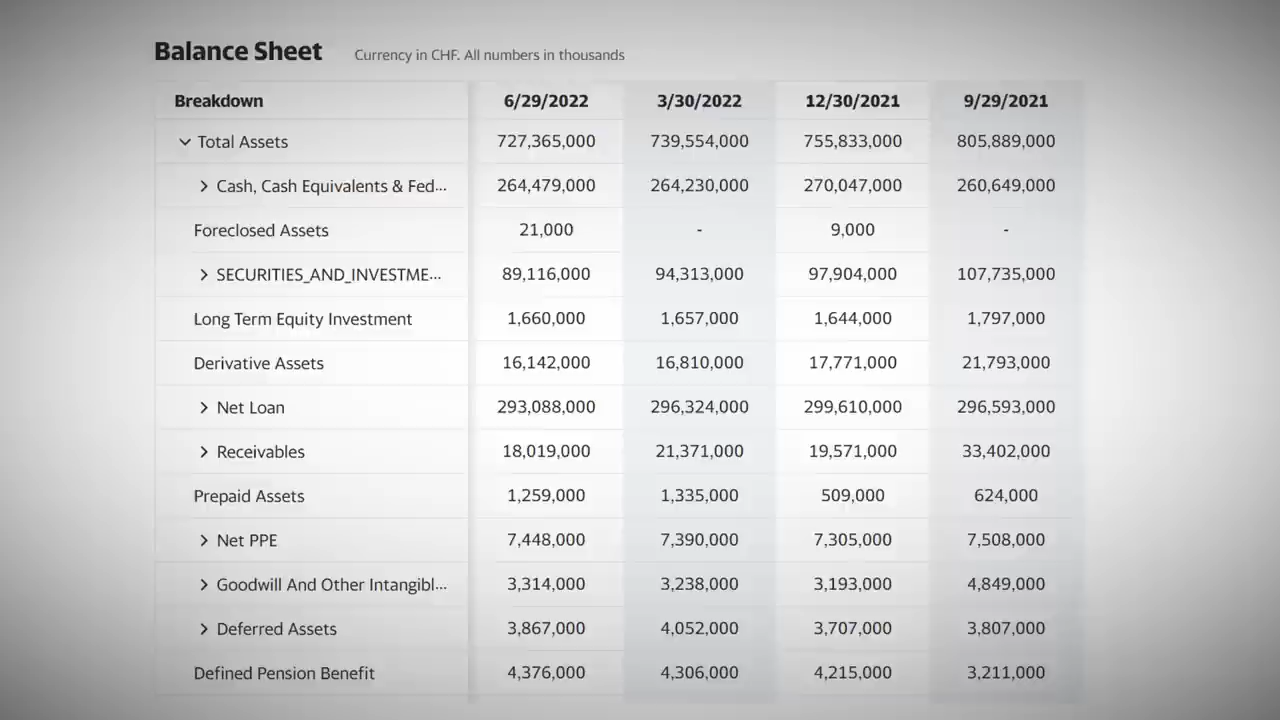 Balance Sheet Currency in CHF. All numbers in thousands
Breakdown 6/29/2022 3/30/2022 12/30/2021 9/29/2021
Total Assets 727,365,000 739,554,000 755,833,000 805,889,000
Cash, Cash Equivalents & Fed... 264,479,000 264,230,000 270,047,000 260,649,000
Foreclosed Assets 21,000 - 9,000 -
SECURITIES_AND_INVESTME... 89,116,000 94,313,000 97,904,000 107,735,000
Long Term Equity Investment 1,660,000 1,657,000 1,644,000 1,797,000
Derivative Assets 16,142,000 16,810,000 17,771,000 21,793,000
Net Loan 293,088,000 296,324,000 299,610,000 296,593,000
Receivables 18,019,000 21,371,000 19,571,000 33,402,000
Prepaid Assets 1,259,000 1,335,000 509,000 624,000
Net PPE 7,448,000 7,390,000 7,305,000 7,508,000
Goodwill And Other Intangibl... 3,314,000 3,238,000 3,193,000 4,849,000
Deferred Assets 3,867,000 4,052,000 3,707,000 3,807,000
Defined Pension Benefit 4,376,000 4,306,000 4,215,000 3,211,000